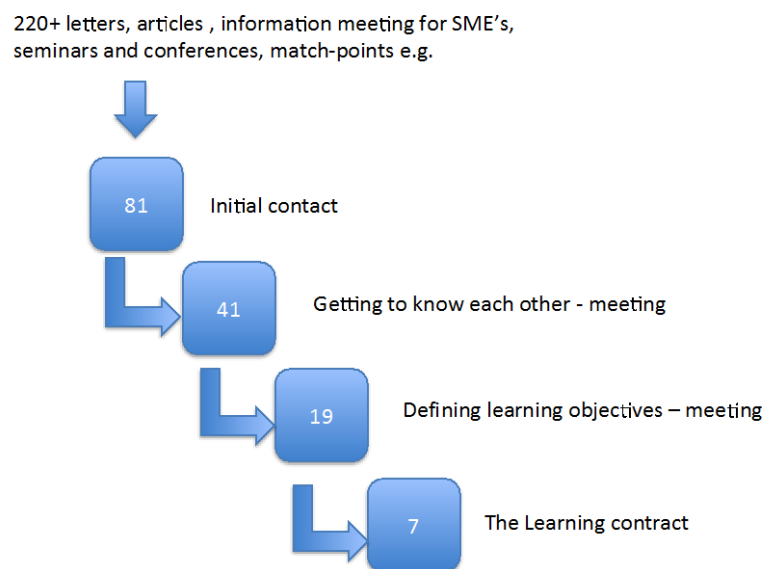 220+ letters, articles , information meeting for SME's,
seminars and conferences, match-points e.g.
81
Initial contact
41
Getting to know each other - meeting
19
Defining learning objectives – meeting
7
The Learning contract